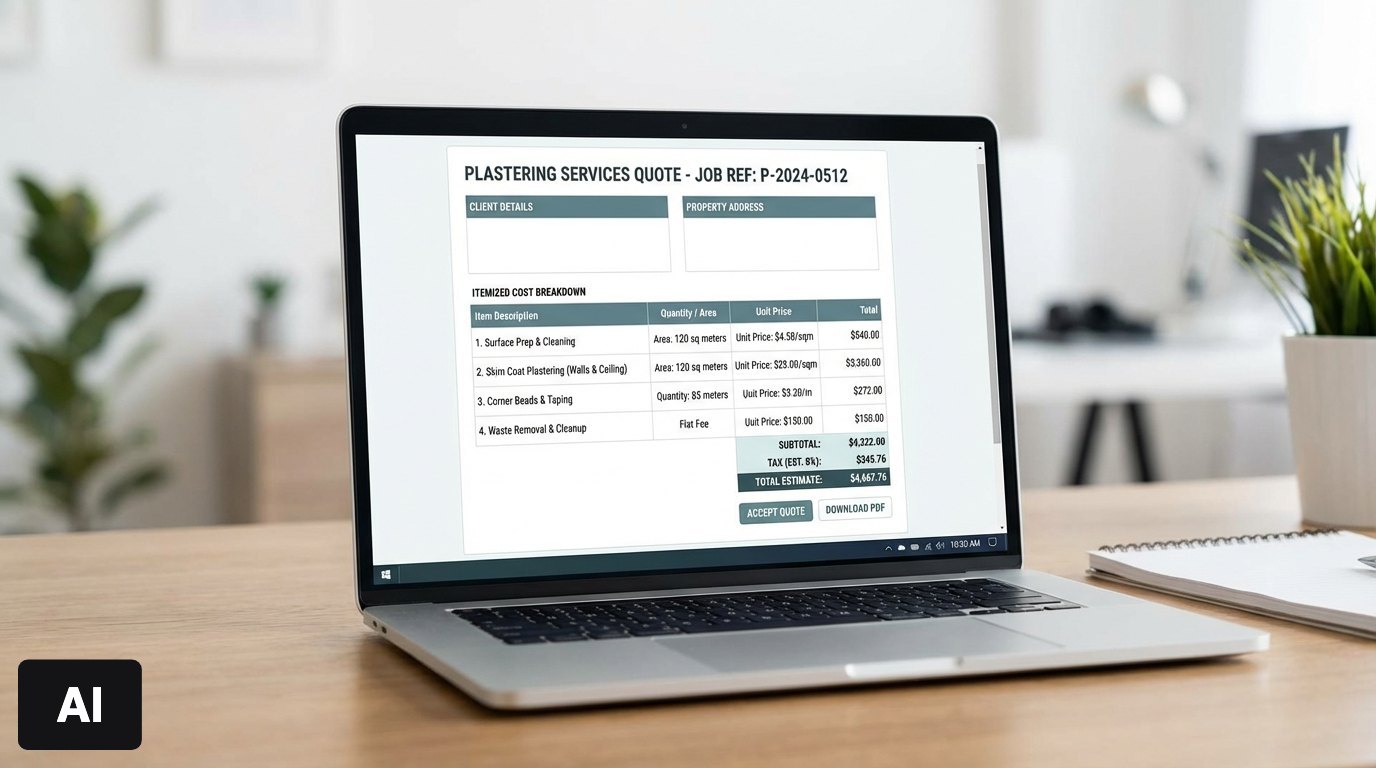 PLASTERING SERVICES QUOTE - JOB REF: P-2024-0512
CLIENT DETAILS
PROPERTY ADDRESS
ITEMIZED COST BREAKDOWN
Item Description Quantity / Area Unit Price Total
1. Surface Prep & Cleaning Area: 120 sq meters Unit Price: $4.58/sqm $540.00
2. Skim Coat Plastering (Walls & Ceiling) Area: 120 sq meters Unit Price: $23.00/sqm $3,360.00
3. Corner Beads & Taping Quantity: 85 meters Unit Price: $3.20/m $272.00
4. Waste Removal & Cleanup Flat Fee Unit Price: $150.00 $150.00
SUBTOTAL: $4,322.00
TAX (EST. 8%): $345.76
TOTAL ESTIMATE: $4,667.76
ACCEPT QUOTE DOWNLOAD PDF
10:30 AM
AI